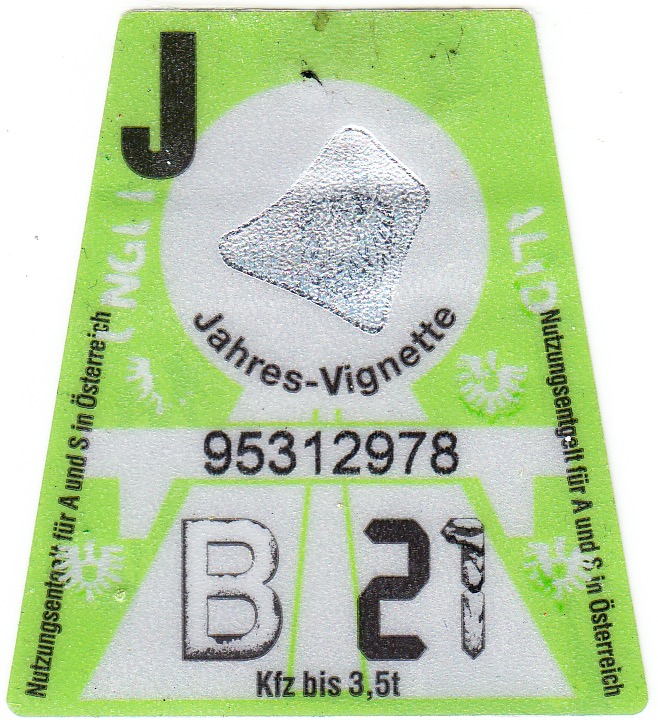 J
Jahres-Vignette
95312978
B 21
Kfz bis 3,5t
Nutzungsentgelt für A und S in Österreich
Nutzungsentgelt für A und S in Österreich